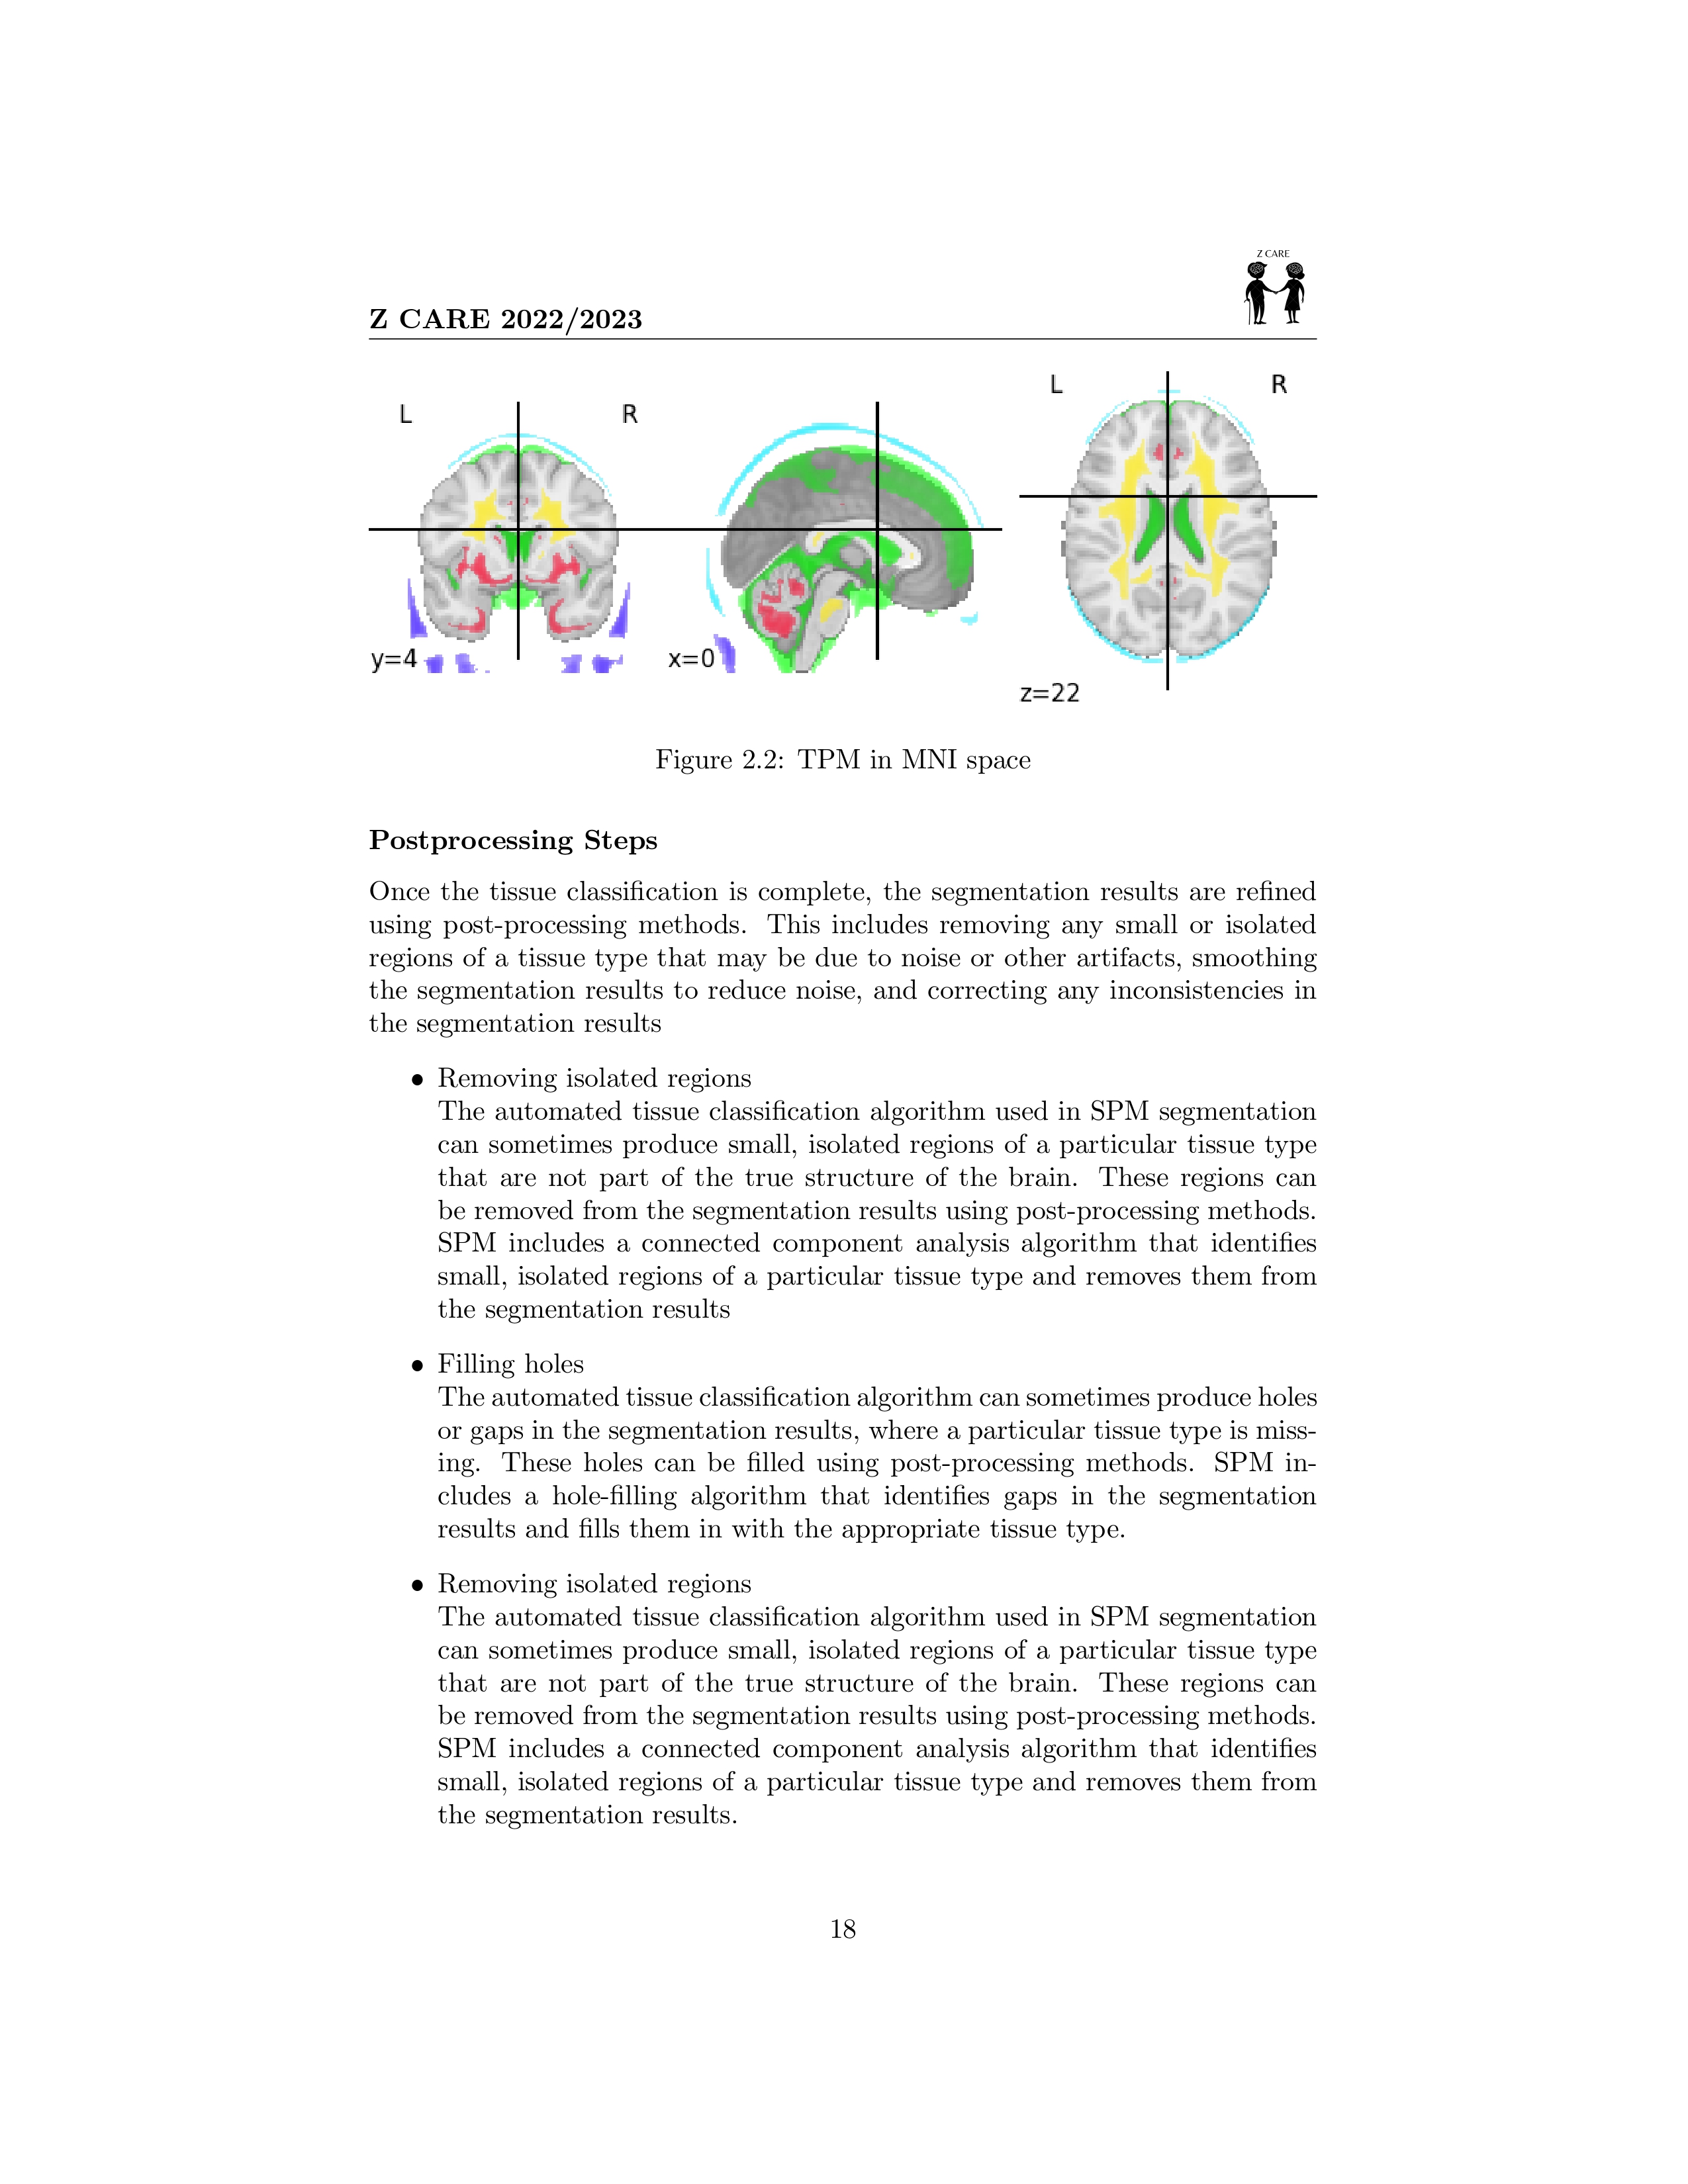 Z CARE
Z CARE 2022/2023
L
R
L
R
y=4
x=0
z=22
Figure 2.2: TPM in MNI space
Postprocessing Steps
Once the tissue classification is complete, the segmentation results are refined
using post-processing methods. This includes removing any small or isolated
regions of a tissue type that may be due to noise or other artifacts, smoothing
the segmentation results to reduce noise, and correcting any inconsistencies in
the segmentation results
• Removing isolated regions
The automated tissue classification algorithm used in SPM segmentation
can sometimes produce small, isolated regions of a particular tissue type
that are not part of the true structure of the brain. These regions can
be removed from the segmentation results using post-processing methods.
SPM includes a connected component analysis algorithm that identifies
small, isolated regions of a particular tissue type and removes them from
the segmentation results
• Filling holes
The automated tissue classification algorithm can sometimes produce holes
or gaps in the segmentation results, where a particular tissue type is miss-
ing. These holes can be filled using post-processing methods. SPM in-
cludes a hole-filling algorithm that identifies gaps in the segmentation
results and fills them in with the appropriate tissue type.
• Removing isolated regions
The automated tissue classification algorithm used in SPM segmentation
can sometimes produce small, isolated regions of a particular tissue type
that are not part of the true structure of the brain. These regions can
be removed from the segmentation results using post-processing methods.
SPM includes a connected component analysis algorithm that identifies
small, isolated regions of a particular tissue type and removes them from
the segmentation results.
18